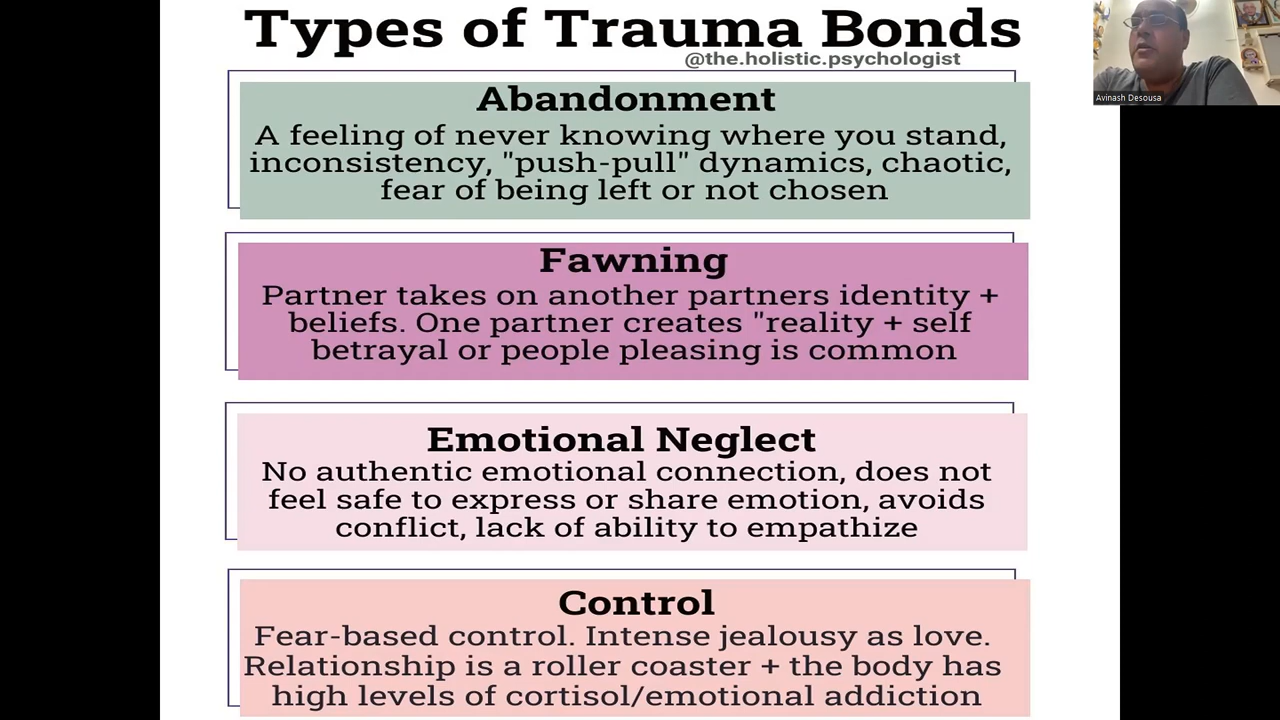 Types of Trauma Bonds
@the.holistic.psychologist
Abandonment
A feeling of never knowing where you stand,
inconsistency, "push-pull" dynamics, chaotic,
fear of being left or not chosen
Fawning
Partner takes on another partners identity +
beliefs. One partner creates "reality + self
betrayal or people pleasing is common
Emotional Neglect
No authentic emotional connection, does not
feel safe to express or share emotion, avoids
conflict, lack of ability to empathize
Control
Fear-based control. Intense jealousy as love.
Relationship is a roller coaster + the body has
high levels of cortisol/emotional addiction
Avinash Desousa